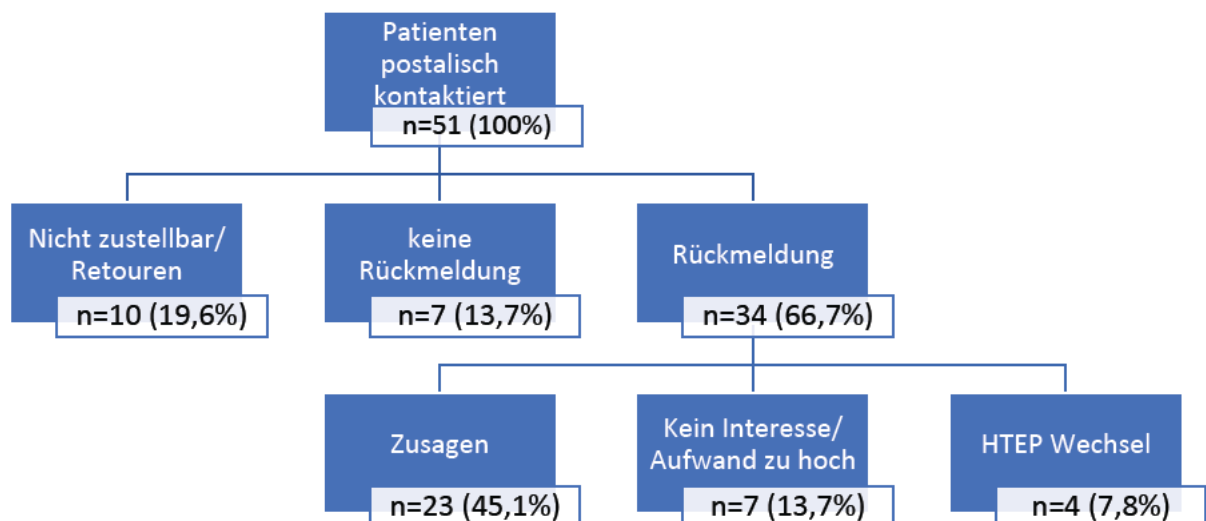 Patienten
postalisch
kontaktiert
n=51 (100%)
Nicht zustellbar/
Retouren
n=10 (19,6%)
keine
Rückmeldung
n=7 (13,7%)
Rückmeldung
n=34 (66,7%)
Zusagen
n=23 (45,1%)
Kein Interesse/
Aufwand zu hoch
n=7 (13,7%)
HTEP Wechsel
n=4 (7,8%)